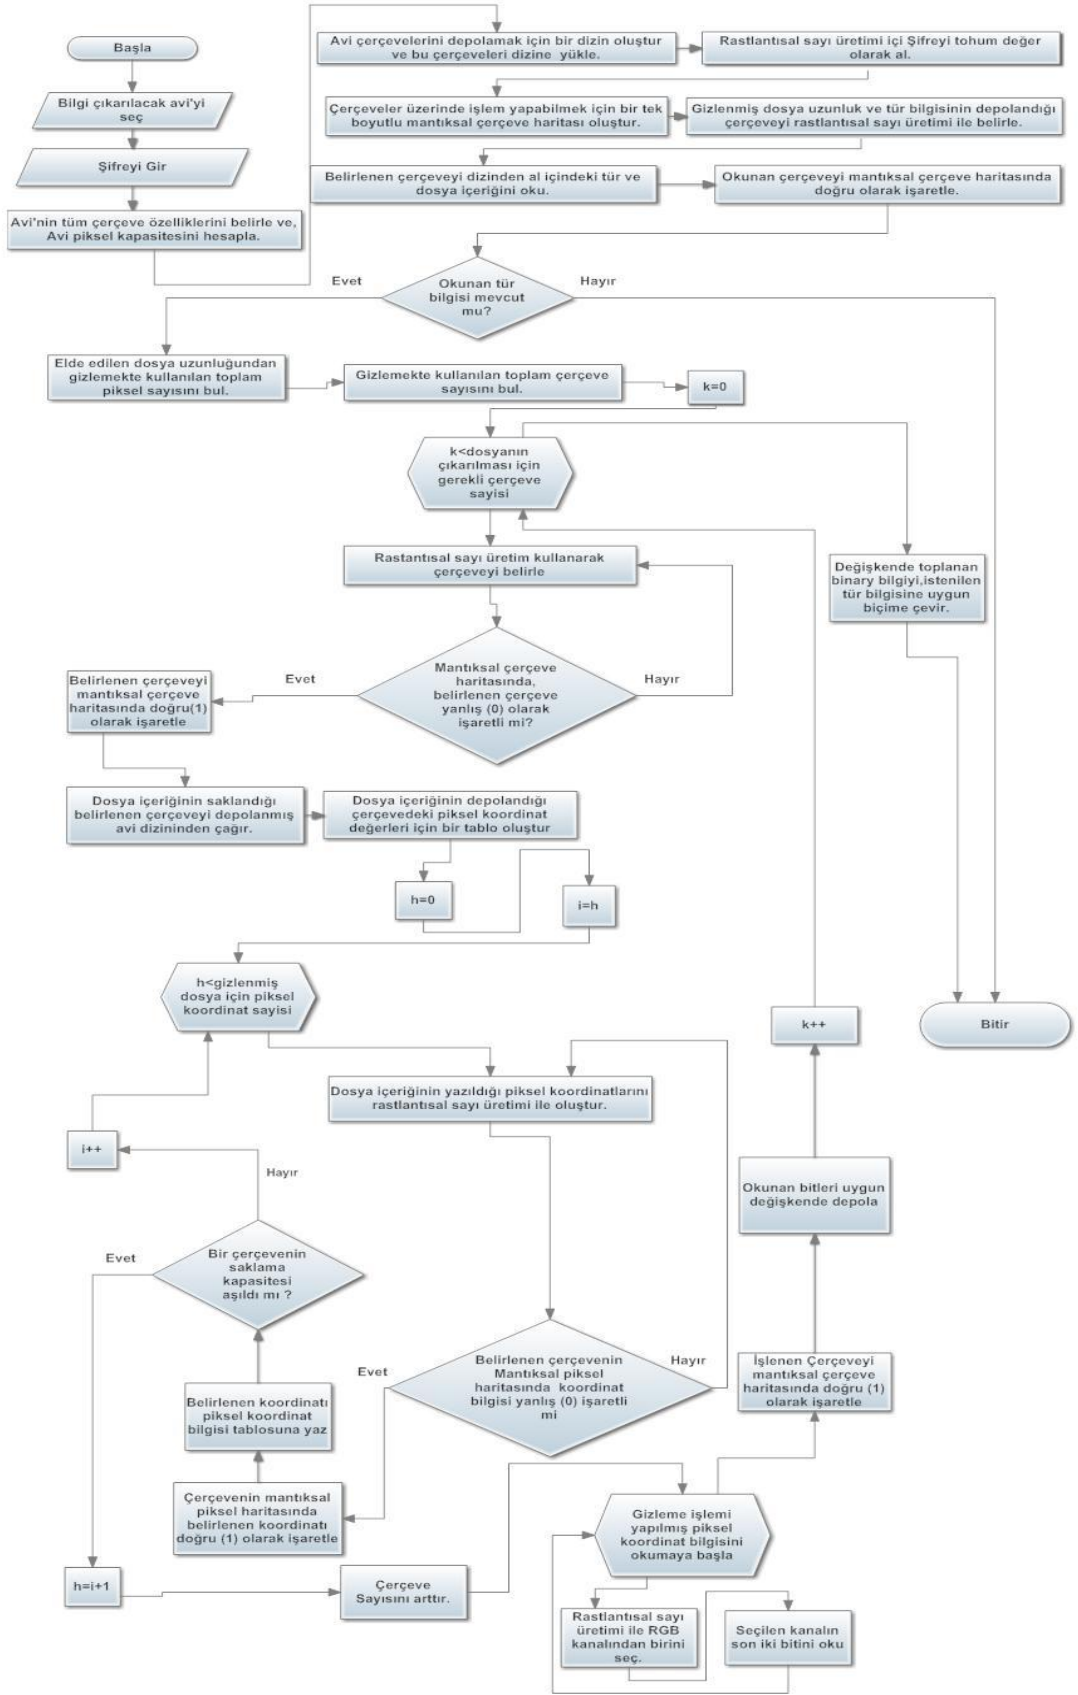 Başla
Bilgi çıkarılacak avi'yi
seç
Şifreyi Gir
Avi'nin tüm çerçeve özelliklerini belirle ve,
Avi piksel kapasitesini hesapla.
Avi çerçevelerini depolamak için bir dizin oluştur
ve bu çerçeveleri dizine yükle.
Rastlantısal sayı üretimi içi Şifreyi tohum değer
olarak al.
Çerçeveler üzerinde işlem yapabilmek için bir tek
boyutlu mantıksal çerçeve haritası oluştur.
Gizlenmiş dosya uzunluk ve tür bilgisinin depolandığı
çerçeveyi rastlantısal sayı üretimi ile belirle.
Belirlenen çerçeveyi dizinden al içindeki tür ve
dosya içeriğini oku.
Okunan çerçeveyi mantıksal çerçeve haritasında
doğru olarak işaretle.
Evet
Okunan tür
bilgisi mevcut
mu?
Hayır
Elde edilen dosya uzunluğundan
gizlemekte kullanılan toplam
piksel sayısını bul.
Gizlemekte kullanılan toplam çerçeve
sayısını bul.
k=0
k<dosyanın
çıkarılması için
gerekli çerçeve
sayisi
Rastantısal sayı üretim kullanarak
çerçeveyi belirle
Değişkende toplanan
binary bilgiyi,istenilen
tür bilgisine uygun
biçime çevir.
Mantıksal çerçeve
haritasında,
belirlenen çerçeve
yanlış (0) olarak
işaretli mi?
Evet
Hayır
Belirlenen çerçeveyi
mantıksal çerçeve
haritasında doğru(1)
olarak işaretle
Dosya içeriğinin saklandığı
belirlenen çerçeveyi depolanmış
avi dizininden çağır.
Dosya içeriğinin depolandığı
çerçevedeki piksel koordinat
değerleri için bir tablo oluştur
h=0
i=h
h<gizlenmiş
dosya için piksel
koordinat sayisi
k++
Bitir
Dosya içeriğinin yazıldığı piksel koordinatlarını
rastlantısal sayı üretimi ile oluştur.
i++
Hayır
Okunan bitleri uygun
değişkende depola
Evet
Bir çerçevenin
saklama
kapasitesi
aşıldı mı ?
Belirlenen çerçevenin
Mantıksal piksel
haritasında koordinat
bilgisi yanlış (0) işaretli
mi
Evet
Hayır
İşlenen Çerçeveyi
mantıksal çerçeve
haritasında doğru (1)
olarak işaretle
Belirlenen koordinatı
piksel koordinat
bilgisi tablosuna yaz
Çerçevenin mantıksal
piksel haritasında
belirlenen koordinatı
doğru (1) olarak işaretle
Gizleme işlemi
yapılmış piksel
koordinat bilgisini
okumaya başla
h=i+1
Çerçeve
Sayısını arttır.
Rastlantısal sayı
üretimi ile RGB
kanalından birini
seç.
Seçilen kanalın
son iki bitini oku